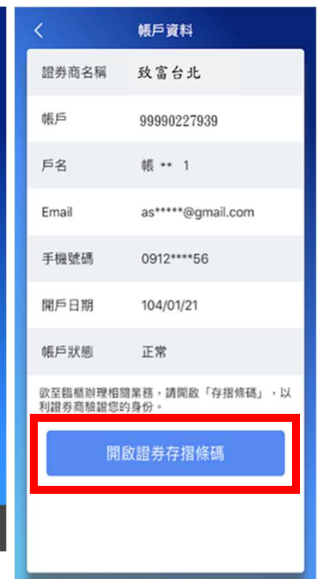 帳戶資料
證券商名稱 致富台北
帳戶 99990227939
戶名 帳 ** 1
Email as*****@gmail.com
手機號碼 0912****56
開戶日期 104/01/21
帳戶狀態 正常
欲至臨櫃辦理相關業務,請開啟「存摺條碼」,以
利證券商驗證您的身份。
開啟證券存摺條碼